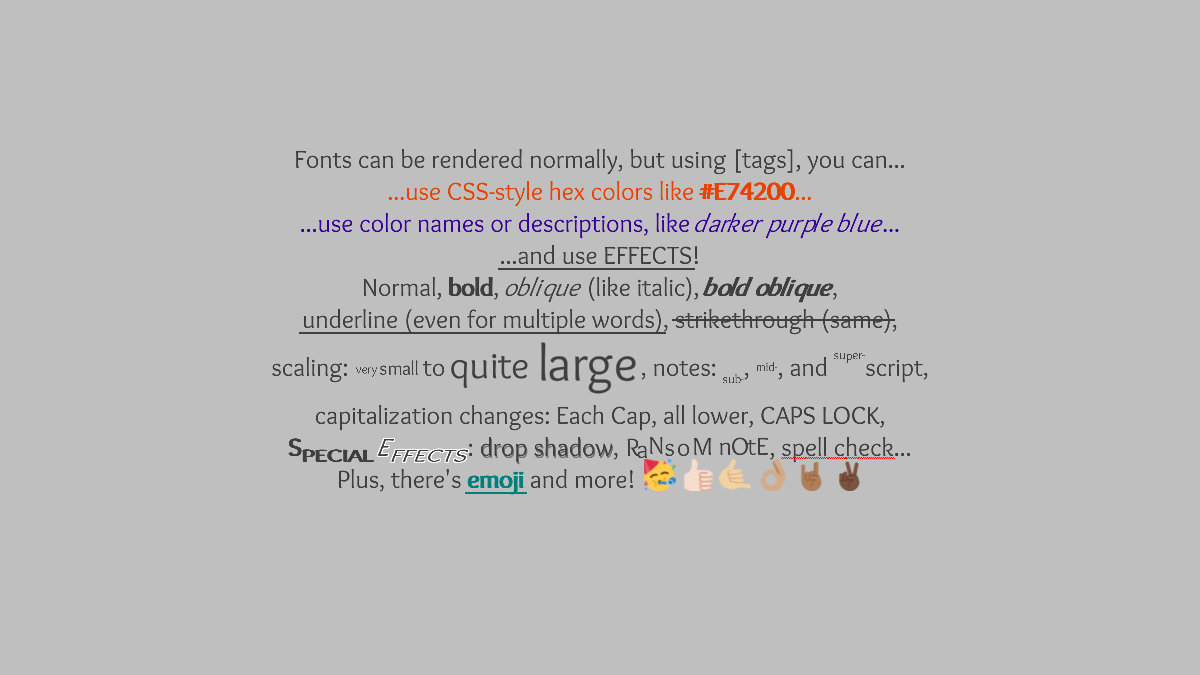 Fonts can be rendered normally, but using [tags], you can...
...use CSS-style hex colors like #E74200...
...use color names or descriptions, like darker purple blue...
...and use EFFECTS!
Normal, bold, oblique (like italic), bold oblique,
underline (even for multiple words), strikethrough (same),
scaling: very small to quite large, notes: sub-, mid-, and super-script,
capitalization changes: Each Cap, all lower, CAPS LOCK,
SPECIAL EFFECTS: drop shadow, RaNsoM nOtE, spell check...
Plus, there's emoji and more! 🥳👍🏻🤙🏼👌🏽🤘🏾✌🏿